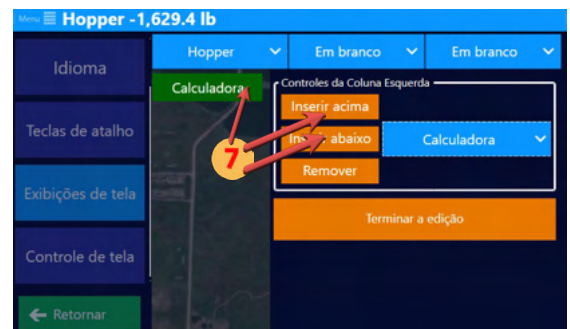 Menu Hopper -1,629.4 lb
Hopper Em branco Em branco
Idioma
Calculadora
Controles da Coluna Esquerda
Inserir acima
Teclas de atalho
7
Inserir abaixo
Calculadora
Remover
Exibições de tela
Terminar a edição
Controle de tela
Retornar